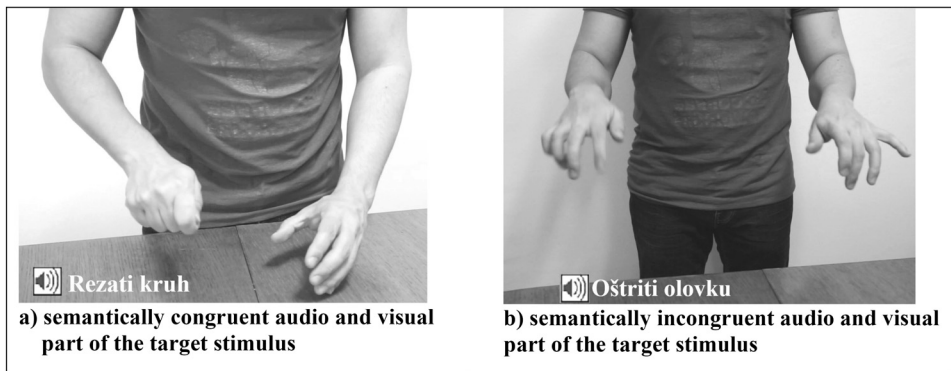 Rezati kruh
a) semantically congruent audio and visual
part of the target stimulus
Oštriti olovku
b) semantically incongruent audio and visual
part of the target stimulus